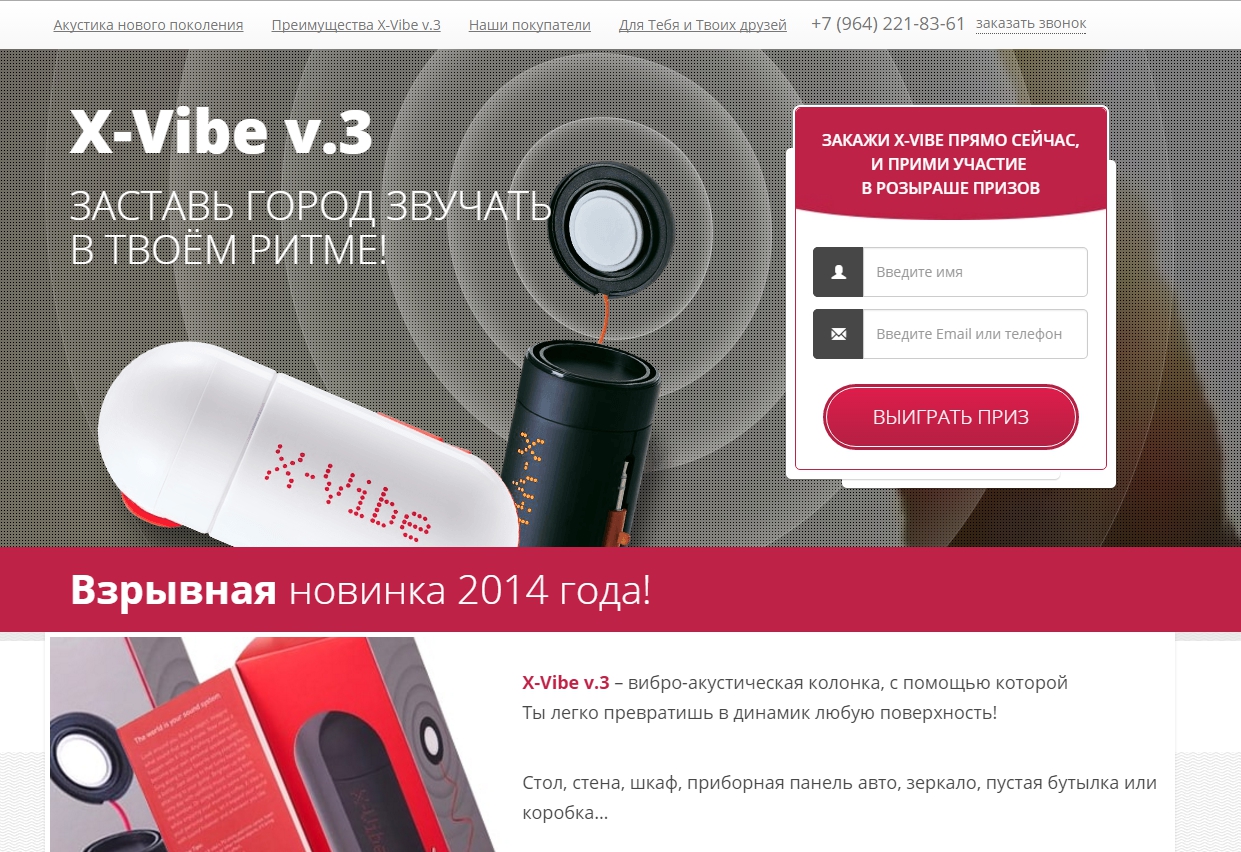 Акустика нового поколения Преимущества X-Vibe v.3 Наши покупатели Для Тебя и Твоих друзей +7 (964) 221-83-61 заказать звонок
X-Vibe v.3
ЗАСТАВЬ ГОРОД ЗВУЧАТЬ
В ТВОЁМ РИТМЕ!
ЗАКАЖИ X-VIBE ПРЯМО СЕЙЧАС,
И ПРИМИ УЧАСТИЕ
В РОЗЫРАШЕ ПРИЗОВ
Введите имя
Введите Email или телефон
ВЫИГРАТЬ ПРИЗ
X-Vibe
Взрывная новинка 2014 года!
The world is your sound system
X-Vibe
X-Vibe v.3 – вибро-акустическая колонка, с помощью которой
Ты легко превратишь в динамик любую поверхность!
Стол, стена, шкаф, приборная панель авто, зеркало, пустая бутылка или
коробка...